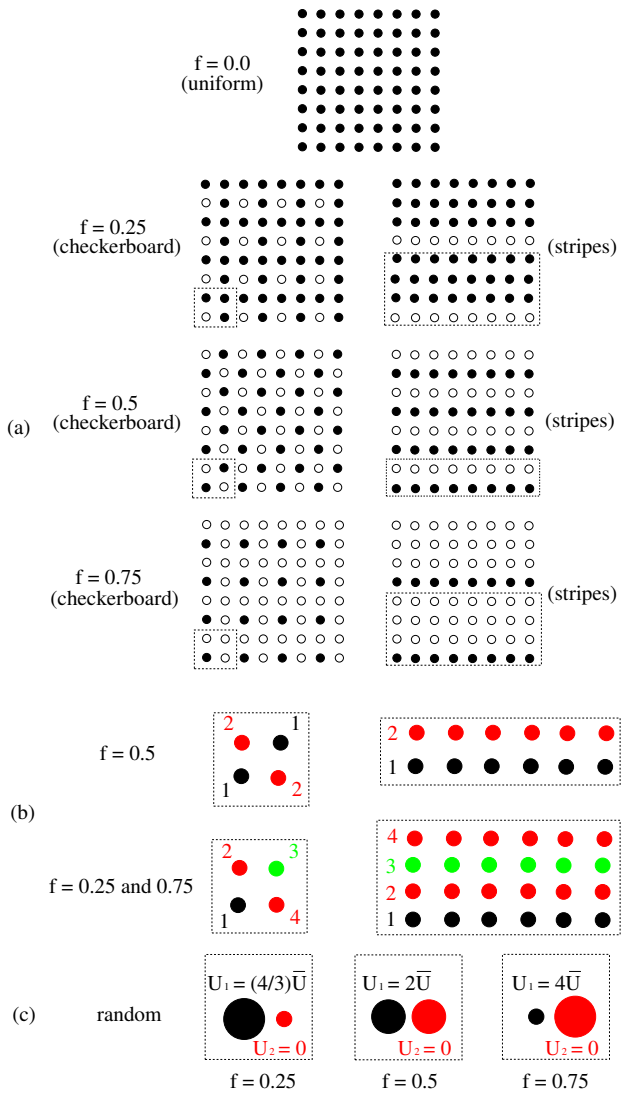 f = 0.0
(uniform)
f = 0.25
(checkerboard)
(stripes)
(a)
f = 0.5
(checkerboard)
(stripes)
f = 0.75
(checkerboard)
(stripes)
(b)
f = 0.5
2 1
1 2
2
1
f = 0.25 and 0.75
2 3
1 4
4
3
2
1
(c)
random
U₁ = (4/3)U̅
U₂ = 0
U₁ = 2U̅
U₂ = 0
U₁ = 4U̅
U₂ = 0
f = 0.25 f = 0.5 f = 0.75